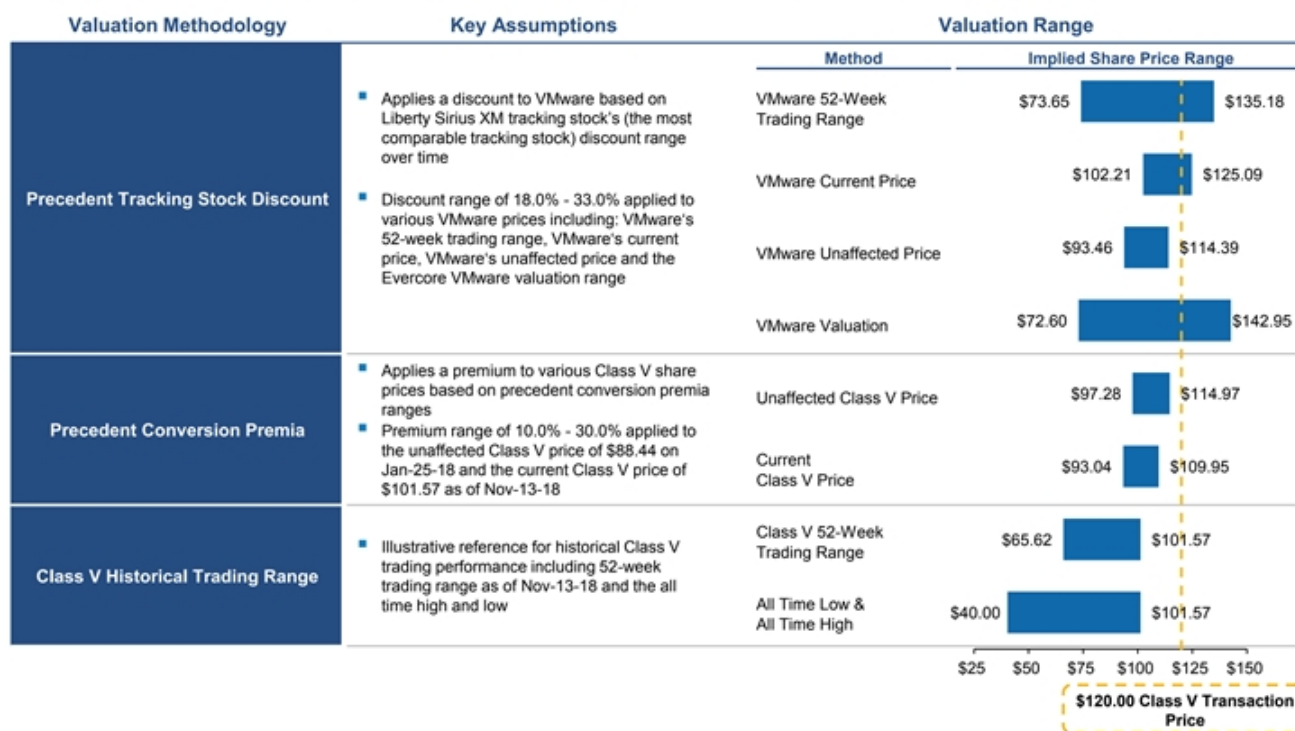 Valuation Methodology
Key Assumptions
Valuation Range
Method
Implied Share Price Range
Precedent Tracking Stock Discount
Applies a discount to VMware based on
Liberty Sirius XM tracking stock's (the most
comparable tracking stock) discount range
over time
Discount range of 18.0% - 33.0% applied to
various VMware prices including: VMware's
52-week trading range, VMware's current
price, VMware's unaffected price and the
Evercore VMware valuation range
VMware 52-Week
Trading Range
$73.65
$135.18
VMware Current Price
$102.21
$125.09
VMware Unaffected Price
$93.46
$114.39
VMware Valuation
$72.60
$142.95
Precedent Conversion Premia
Applies a premium to various Class V share
prices based on precedent conversion premia
ranges
Premium range of 10.0% - 30.0% applied to
the unaffected Class V price of $88.44 on
Jan-25-18 and the current Class V price of
$101.57 as of Nov-13-18
Unaffected Class V Price
$97.28
$114.97
Current
Class V Price
$93.04
$109.95
Class V Historical Trading Range
Illustrative reference for historical Class V
trading performance including 52-week
trading range as of Nov-13-18 and the all
time high and low
Class V 52-Week
Trading Range
$65.62
$101.57
All Time Low &
All Time High
$40.00
$101.57
$25 $50 $75 $100 $125 $150
$120.00 Class V Transaction
Price